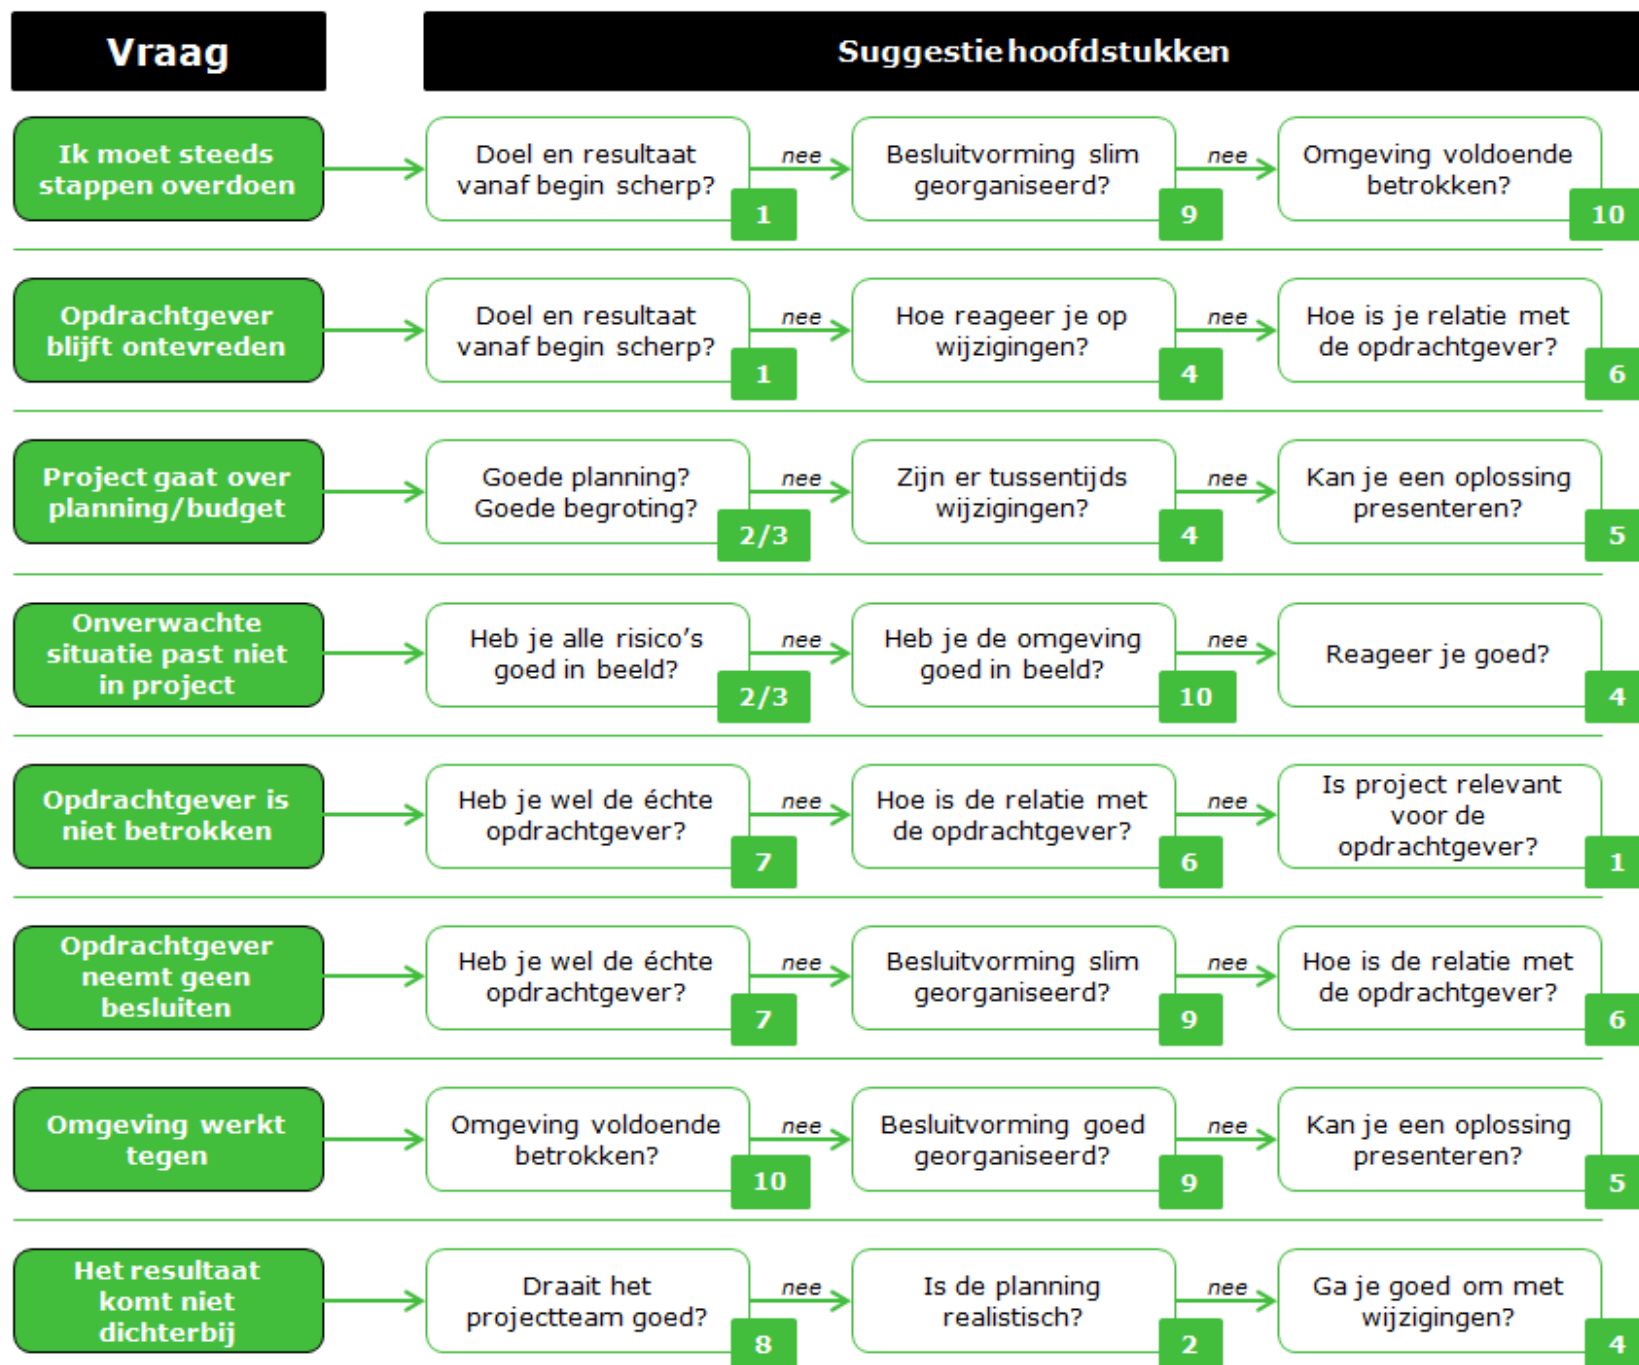 Vraag
Suggestie hoofdstukken
Ik moet steeds
stappen overdoen
Doel en resultaat
vanaf begin scherp?
1
nee
Besluitvorming slim
georganiseerd?
9
nee
Omgeving voldoende
betrokken?
10
Opdrachtgever
blijft ontevreden
Doel en resultaat
vanaf begin scherp?
1
nee
Hoe reageer je op
wijzigingen?
4
nee
Hoe is je relatie met
de opdrachtgever?
6
Project gaat over
planning/budget
Goede planning?
Goede begroting?
2/3
nee
Zijn er tussentijds
wijzigingen?
4
nee
Kan je een oplossing
presenteren?
5
Onverwachte
situatie past niet
in project
Heb je alle risico's
goed in beeld?
2/3
nee
Heb je de omgeving
goed in beeld?
10
nee
Reageer je goed?
4
Opdrachtgever is
niet betrokken
Heb je wel de échte
opdrachtgever?
7
nee
Hoe is de relatie met
de opdrachtgever?
6
nee
Is project relevant
voor de
opdrachtgever?
1
Opdrachtgever
neemt geen
besluiten
Heb je wel de échte
opdrachtgever?
7
nee
Besluitvorming slim
georganiseerd?
9
nee
Hoe is de relatie met
de opdrachtgever?
6
Omgeving werkt
tegen
Omgeving voldoende
betrokken?
10
nee
Besluitvorming goed
georganiseerd?
9
nee
Kan je een oplossing
presenteren?
5
Het resultaat
komt niet
dichterbij
Draait het
projectteam goed?
8
nee
Is de planning
realistisch?
2
nee
Ga je goed om met
wijzigingen?
4